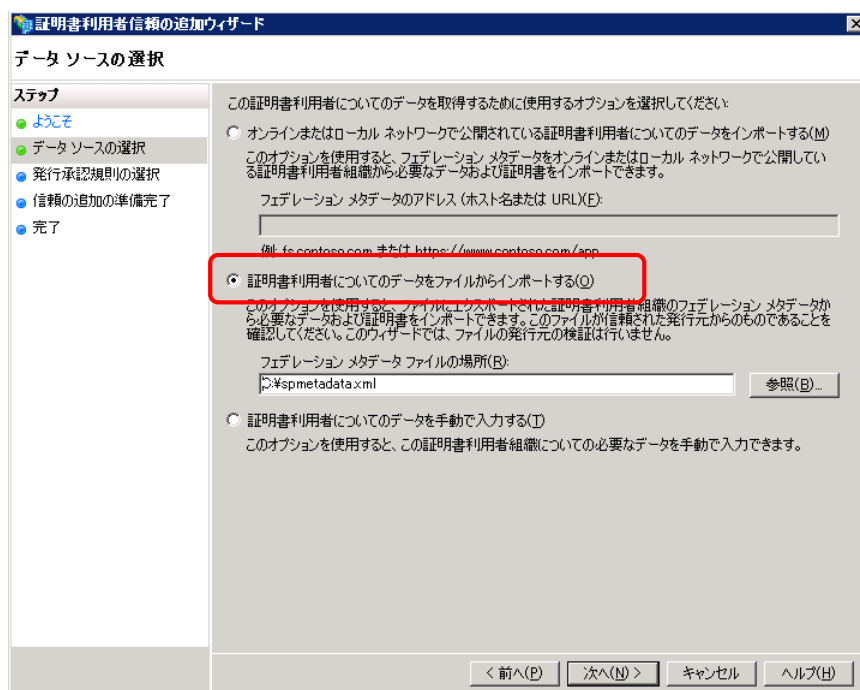 証明書利用者信頼の追加ウィザード
データ ソースの選択
ステップ
ようこそ
データ ソースの選択
発行承認規則の選択
信頼の追加の準備完了
完了
この証明書利用者についてのデータを取得するために使用するオプションを選択してください:
オンラインまたはローカル ネットワークで公開されている証明書利用者についてのデータをインポートする(M)
このオプションを使用すると、フェデレーション メタデータをオンラインまたはローカル ネットワークで公開してい
る証明書利用者組織から必要なデータおよび証明書をインポートできます。
フェデレーション メタデータのアドレス (ホスト名または URL)(F):
例: fs.contoso.com または https://www.contoso.com/app
証明書利用者についてのデータをファイルからインポートする(O)
このオプションを使用すると、ファイルにエクスポートされた証明書利用者組織のフェデレーション メタデータか
ら必要なデータおよび証明書をインポートできます。このファイルが信頼された発行元からのものであることを
確認してください。このウィザードでは、ファイルの発行元の検証は行いません。
フェデレーション メタデータ ファイルの場所(R):
:¥spmetadata.xml
参照(B)...
証明書利用者についてのデータを手動で入力する(T)
このオプションを使用すると、この証明書利用者組織についての必要なデータを手動で入力できます。
< 前へ(P)
次へ(N) >
キャンセル
ヘルプ(H)